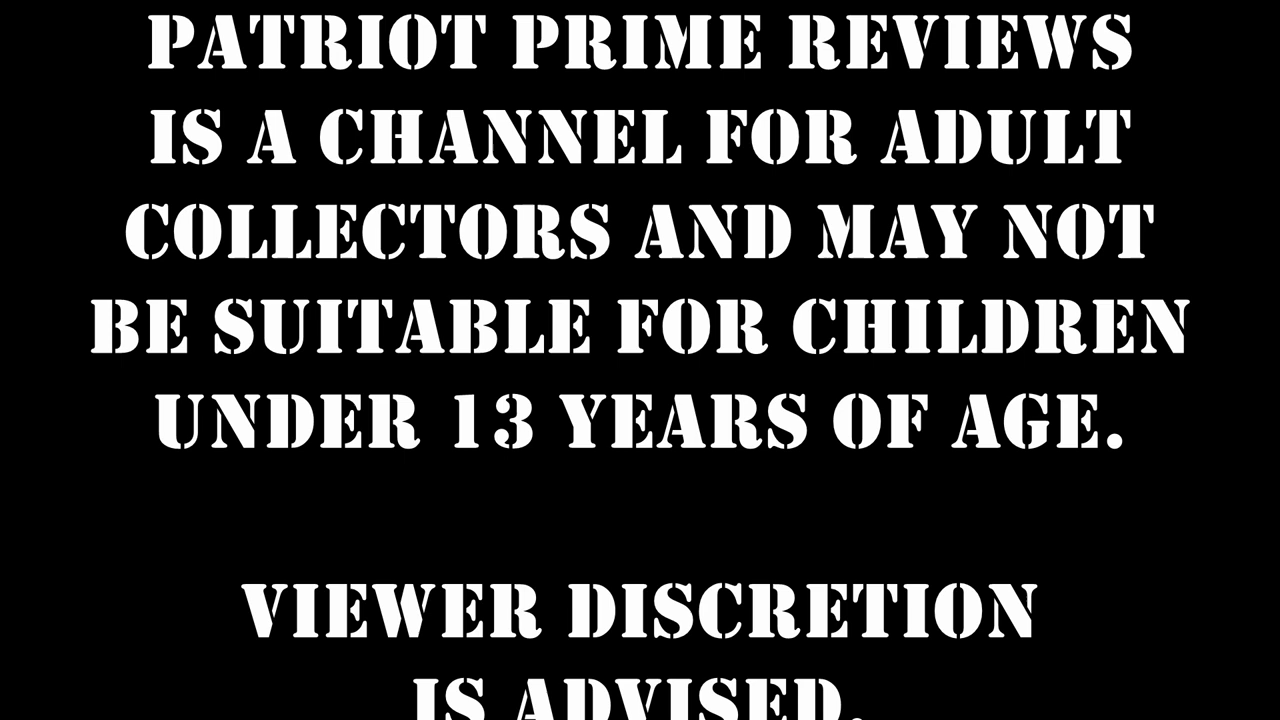 PATRIOT PRIME REVIEWS
IS A CHANNEL FOR ADULT
COLLECTORS AND MAY NOT
BE SUITABLE FOR CHILDREN
UNDER 13 YEARS OF AGE.
VIEWER DISCRETION
IS ADVISED.